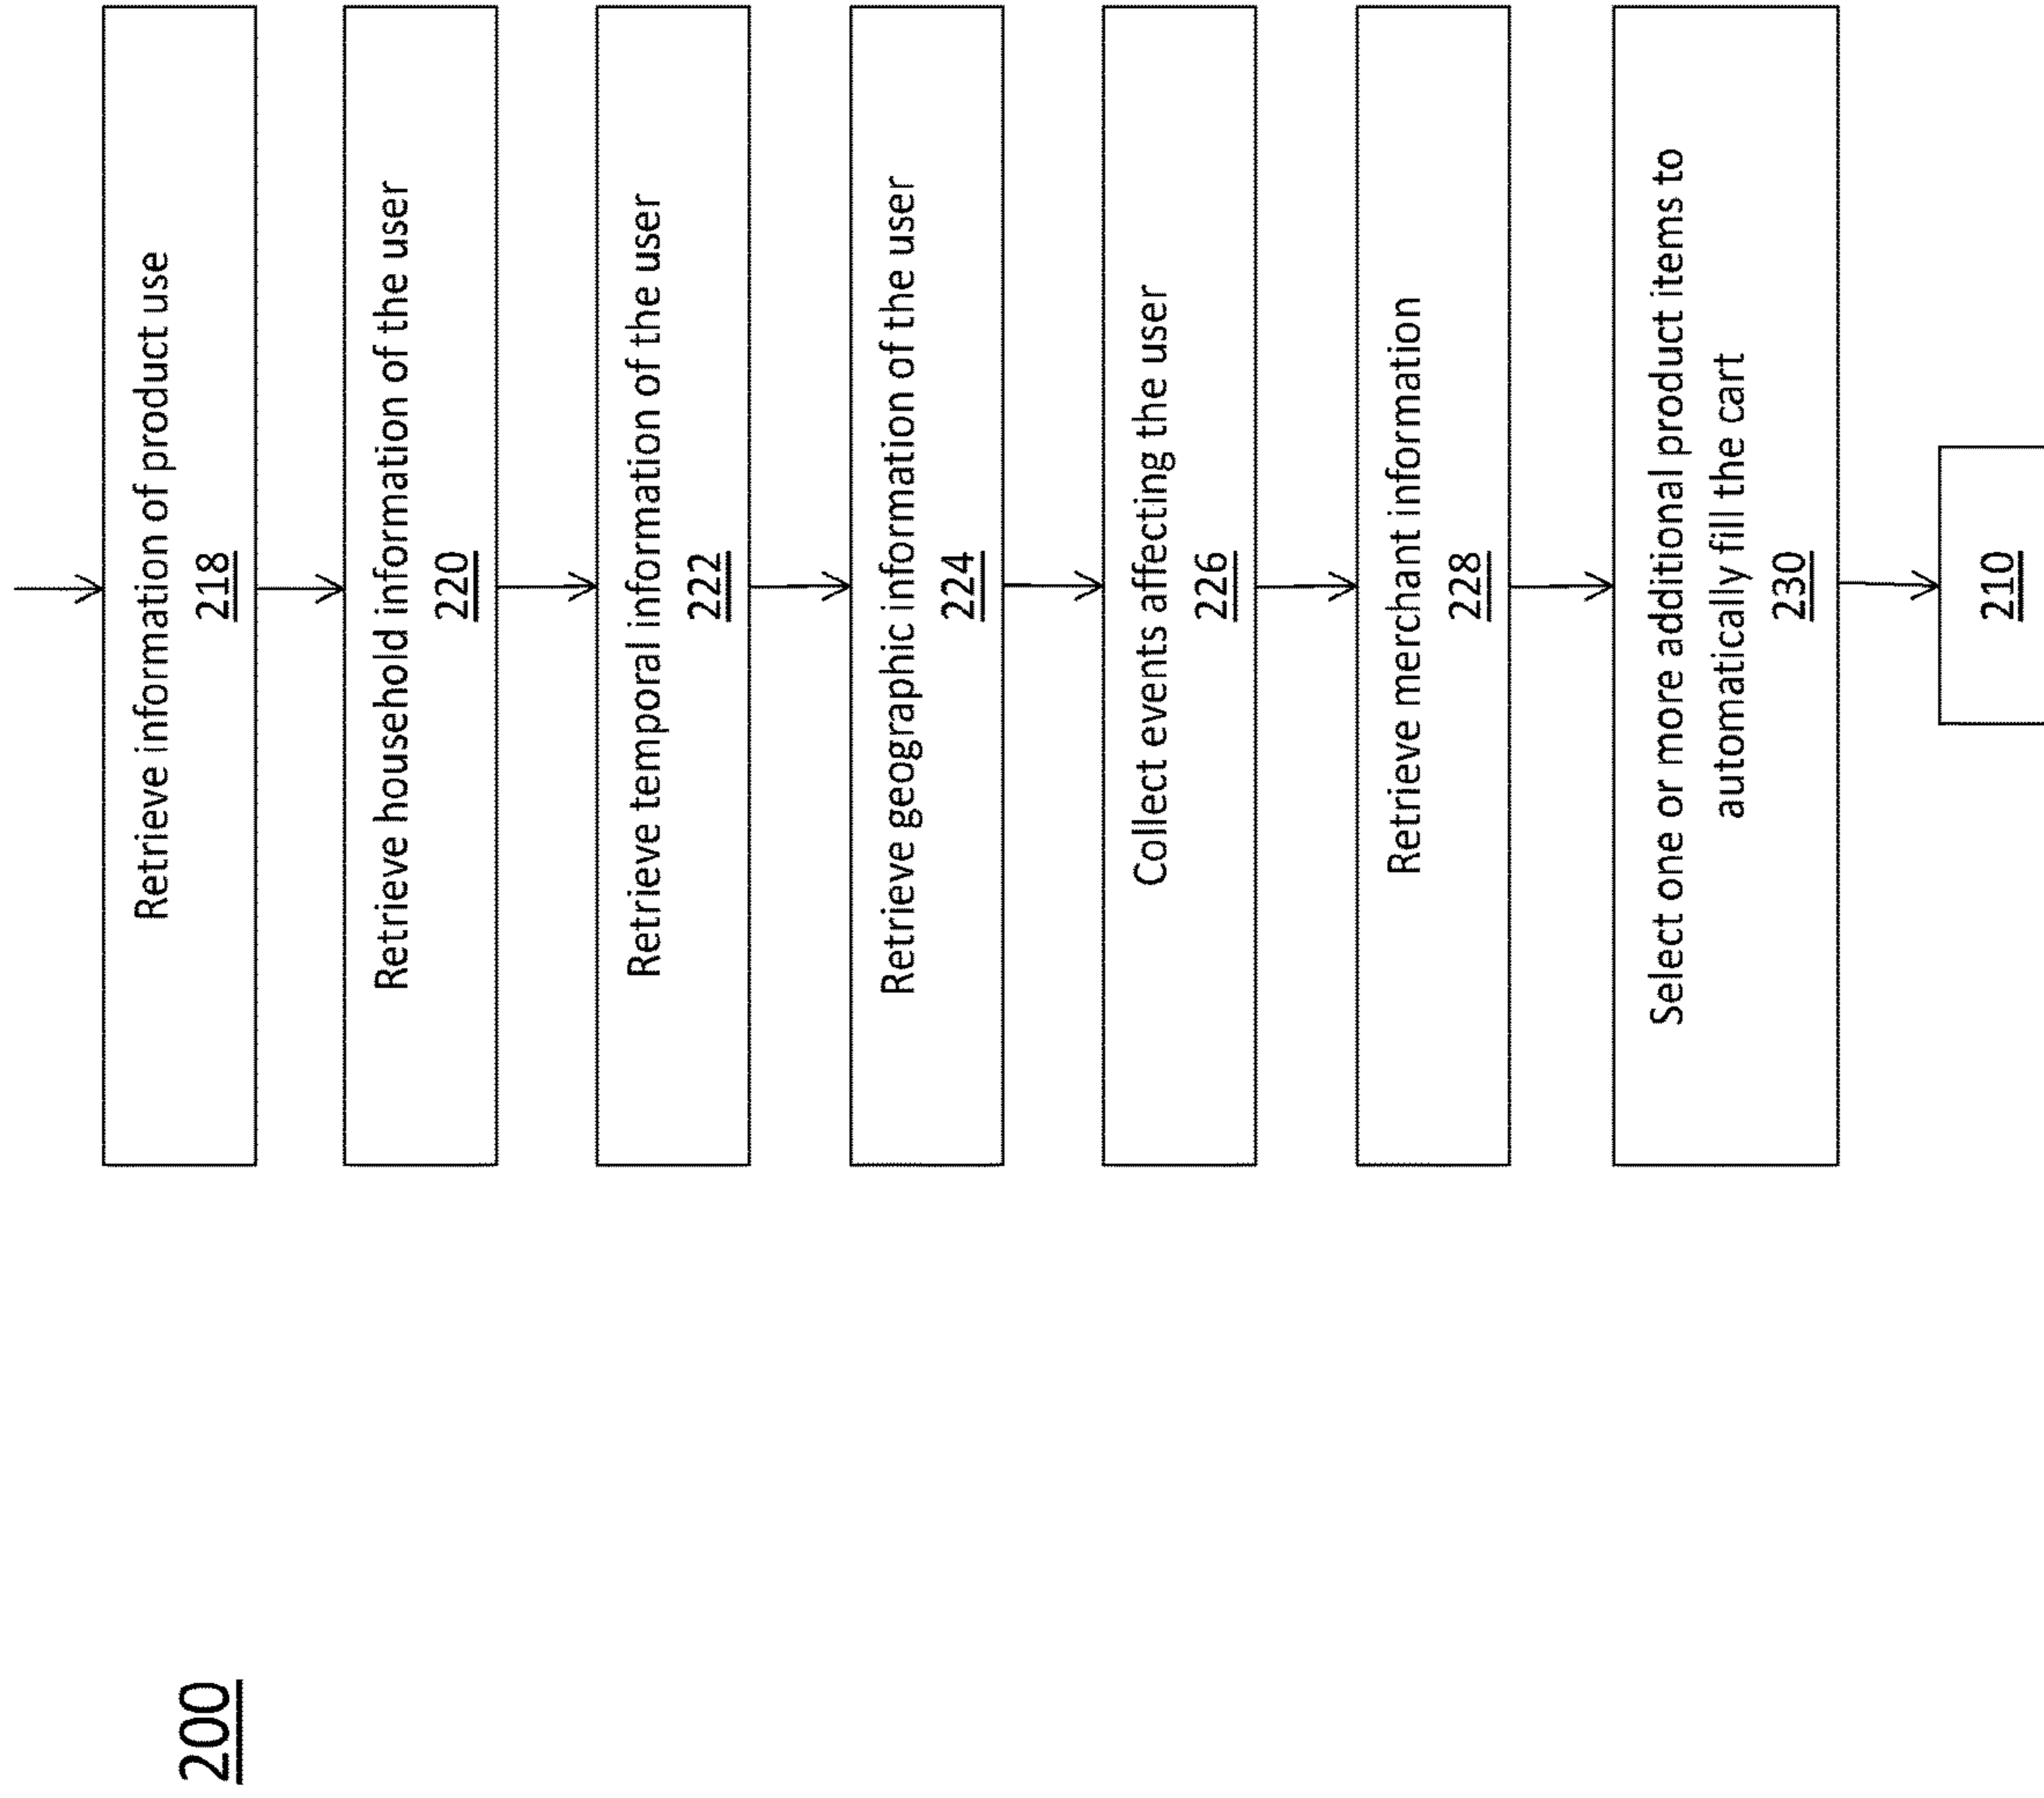 200
Retrieve information of product use
218
Retrieve household information of the user
220
Retrieve temporal information of the user
222
Retrieve geographic information of the user
224
Collect events affecting the user
226
Retrieve merchant information
228
Select one or more additional product items to
automatically fill the cart
230
210